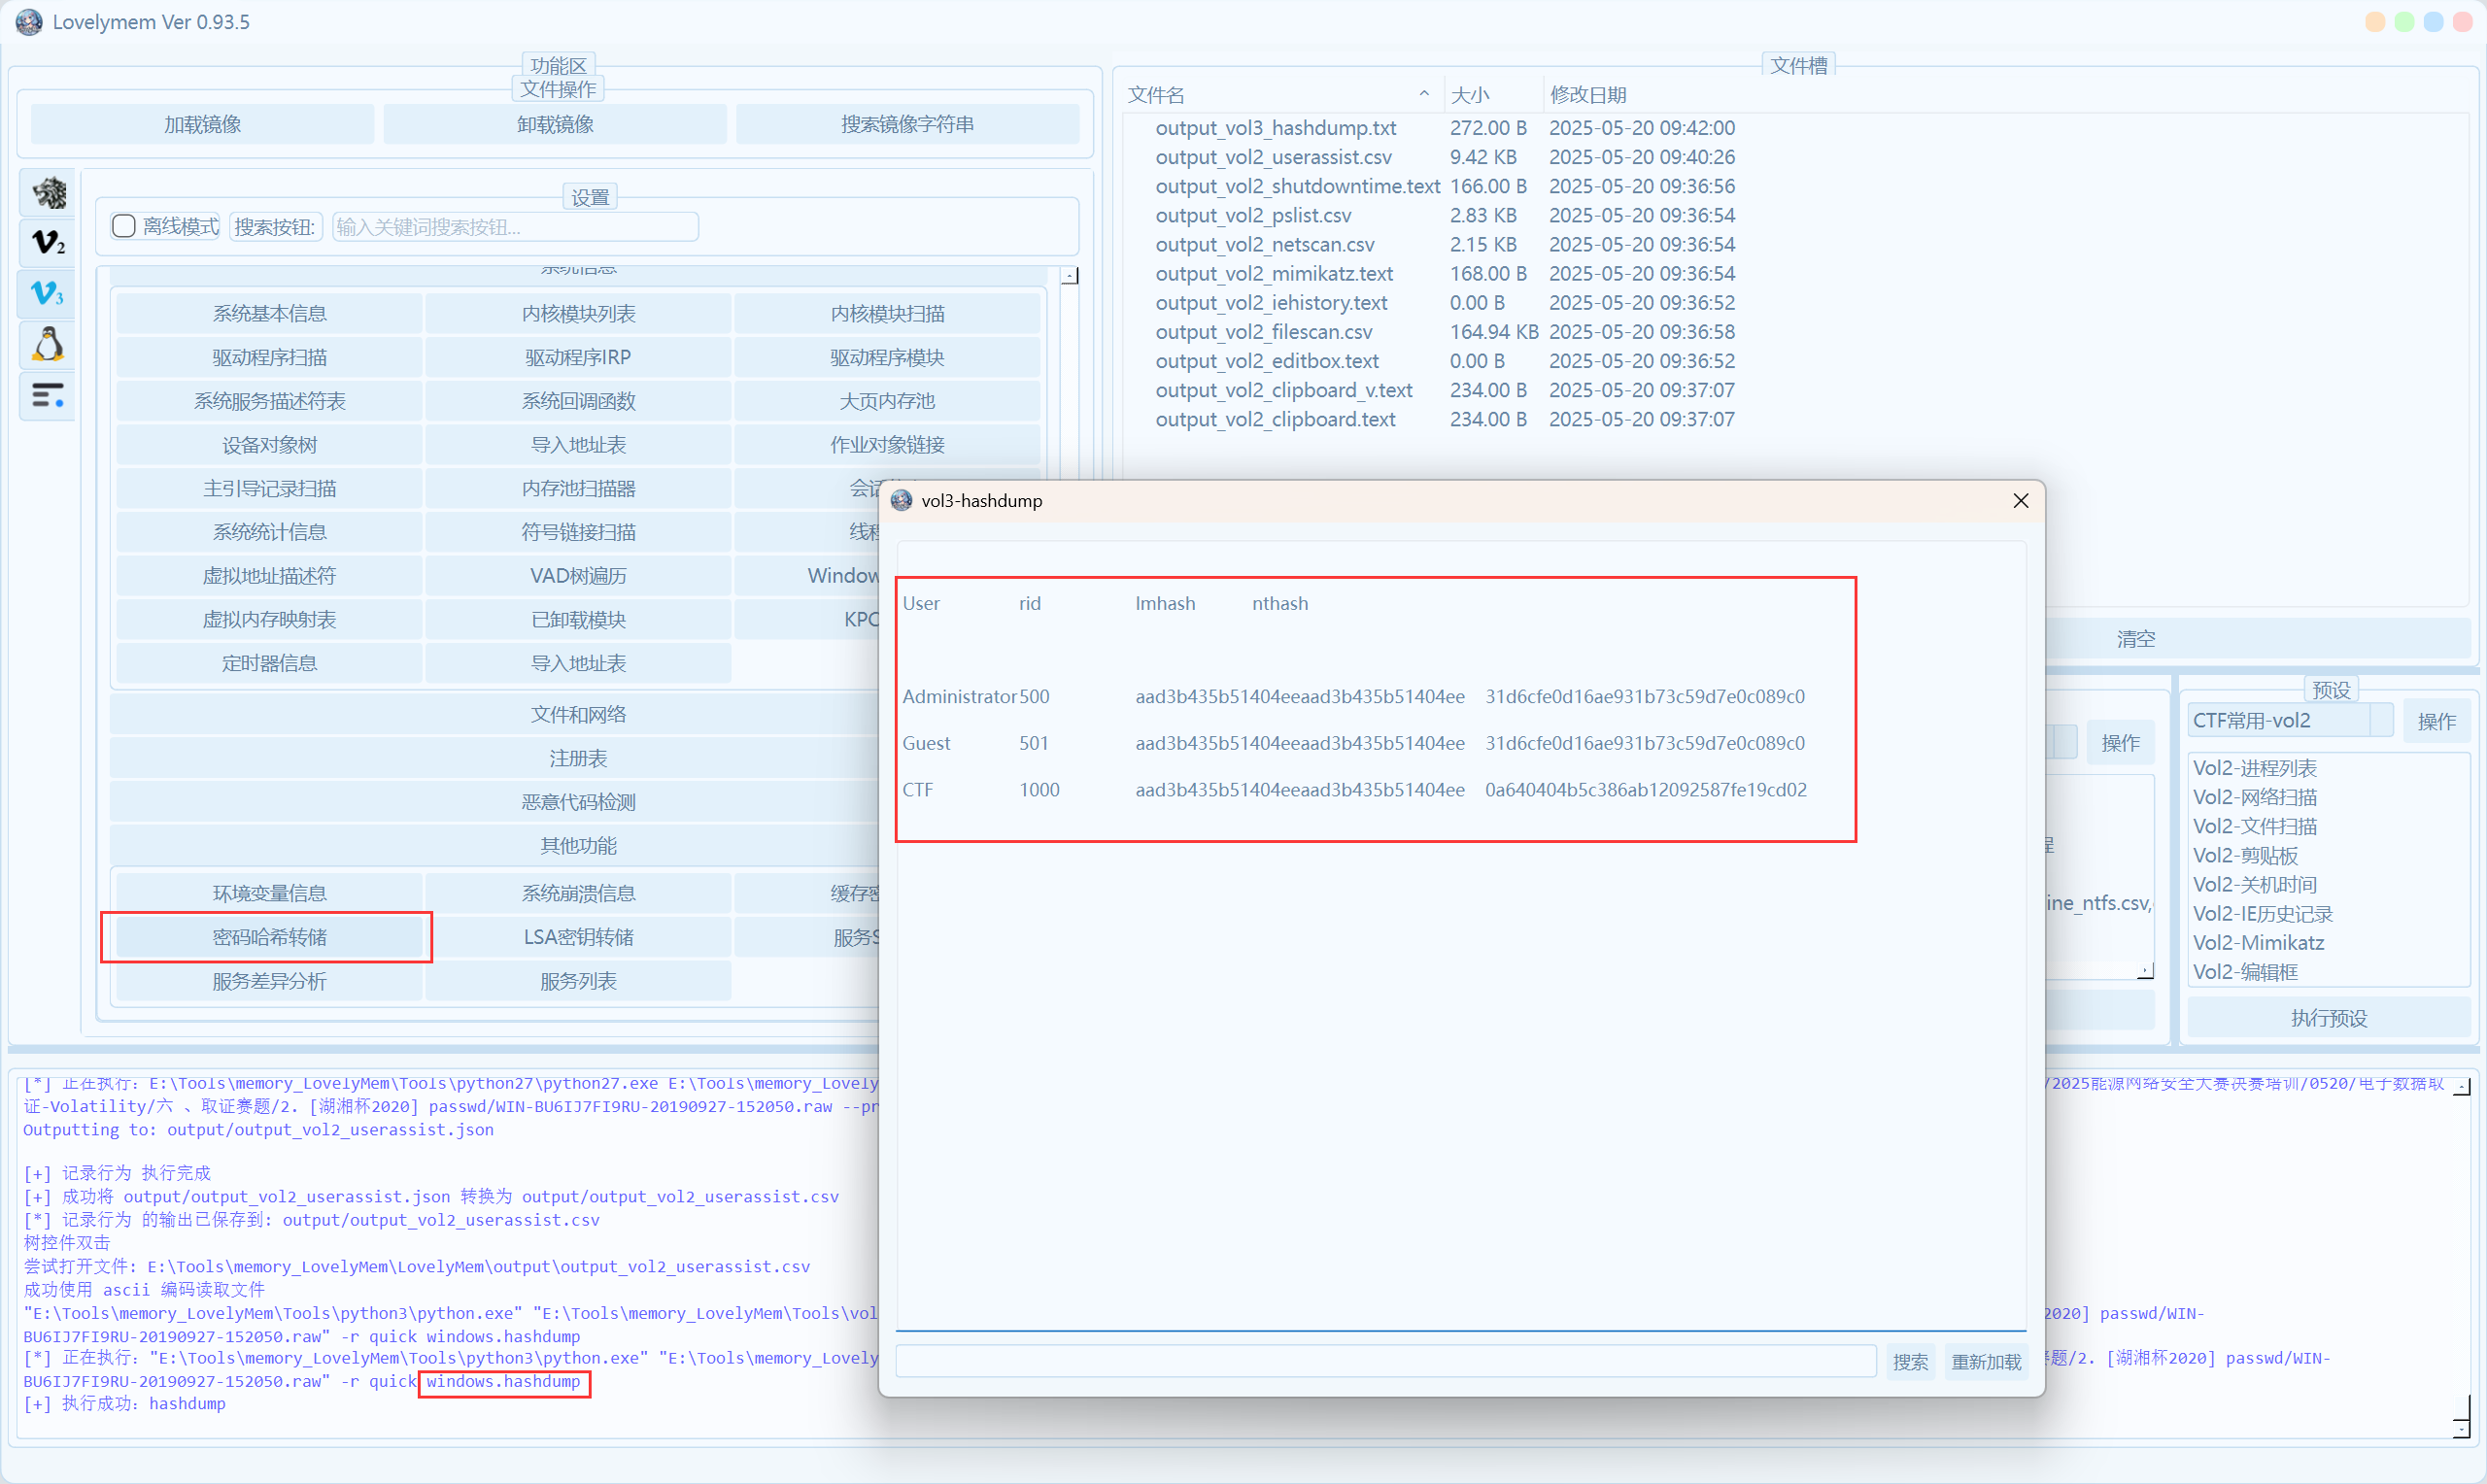 Lovelymem Ver 0.93.5
功能区
文件操作
加载镜像
卸载镜像
搜索镜像字符串
设置
离线模式
搜索按钮:
输入关键词搜索按钮...
系统信息
系统基本信息
内核模块列表
内核模块扫描
驱动程序扫描
驱动程序IRP
驱动程序模块
系统服务描述符表
系统回调函数
大页内存池
设备对象树
导入地址表
作业对象链接
主引导记录扫描
内存池扫描器
系统统计信息
符号链接扫描
虚拟地址描述符
VAD树遍历
Window
虚拟内存映射表
已卸载模块
KPC
定时器信息
导入地址表
文件和网络
注册表
恶意代码检测
其他功能
环境变量信息
系统崩溃信息
缓存密
密码哈希转储
LSA密钥转储
服务S
服务差异分析
服务列表
文件槽
文件名 大小 修改日期
output_vol3_hashdump.txt 272.00 B 2025-05-20 09:42:00
output_vol2_userassist.csv 9.42 KB 2025-05-20 09:40:26
output_vol2_shutdowntime.text 166.00 B 2025-05-20 09:36:56
output_vol2_pslist.csv 2.83 KB 2025-05-20 09:36:54
output_vol2_netscan.csv 2.15 KB 2025-05-20 09:36:54
output_vol2_mimikatz.text 168.00 B 2025-05-20 09:36:54
output_vol2_iehistory.text 0.00 B 2025-05-20 09:36:52
output_vol2_filescan.csv 164.94 KB 2025-05-20 09:36:58
output_vol2_editbox.text 0.00 B 2025-05-20 09:36:52
output_vol2_clipboard_v.text 234.00 B 2025-05-20 09:37:07
output_vol2_clipboard.text 234.00 B 2025-05-20 09:37:07
清空
操作
ine_ntfs.csv,
预设
CTF常用-vol2
操作
Vol2-进程列表
Vol2-网络扫描
Vol2-文件扫描
Vol2-剪贴板
Vol2-关机时间
Vol2-IE历史记录
Vol2-Mimikatz
Vol2-编辑框
执行预设
vol3-hashdump
User rid lmhash nthash
Administrator 500 aad3b435b51404eeaad3b435b51404ee 31d6cfe0d16ae931b73c59d7e0c089c0
Guest 501 aad3b435b51404eeaad3b435b51404ee 31d6cfe0d16ae931b73c59d7e0c089c0
CTF 1000 aad3b435b51404eeaad3b435b51404ee 0a640404b5c386ab12092587fe19cd02
搜索
重新加载
[*] 正在执行: E:\Tools\memory_LovelyMem\Tools\python27\python27.exe E:\Tools\memory_Lovely /2025能源网络安全大赛决赛培训/0520/电子数据取
证-Volatility/六 、取证赛题/2. [湖湘杯2020] passwd/WIN-BU6IJ7FI9RU-20190927-152050.raw --pr
Outputting to: output/output_vol2_userassist.json
[+] 记录行为 执行完成
[+] 成功将 output/output_vol2_userassist.json 转换为 output/output_vol2_userassist.csv
[*] 记录行为 的输出已保存到: output/output_vol2_userassist.csv
树控件双击
尝试打开文件: E:\Tools\memory_LovelyMem\LovelyMem\output\output_vol2_userassist.csv
成功使用 ascii 编码读取文件
"E:\Tools\memory_LovelyMem\Tools\python3\python.exe" "E:\Tools\memory_LovelyMem\Tools\vol 2020] passwd/WIN-
BU6IJ7FI9RU-20190927-152050.raw" -r quick windows.hashdump
[*] 正在执行: "E:\Tools\memory_LovelyMem\Tools\python3\python.exe" "E:\Tools\memory_Lovely 题/2. [湖湘杯2020] passwd/WIN-
BU6IJ7FI9RU-20190927-152050.raw" -r quick windows.hashdump
[+] 执行成功: hashdump